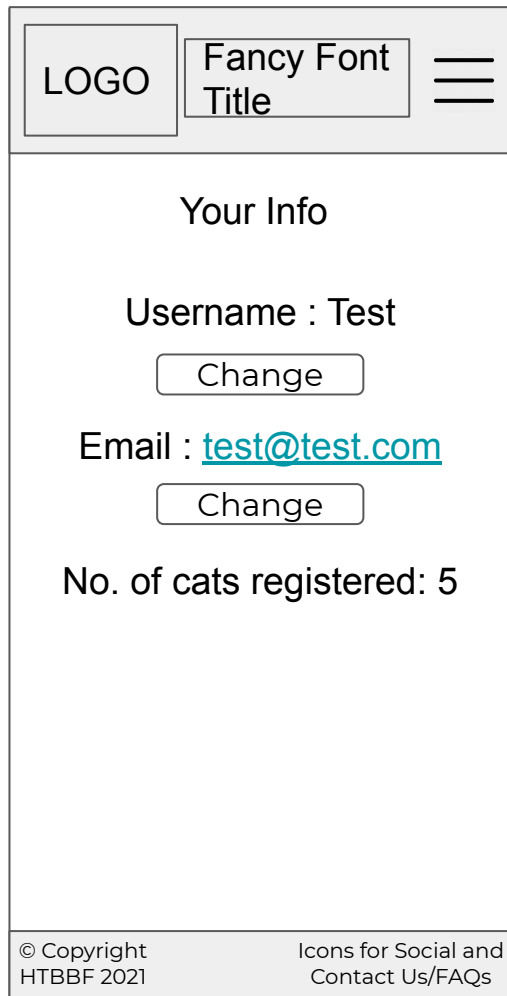 LOGO
Fancy Font
Title
Your Info
Username : Test
Change
Email : test@test.com
Change
No. of cats registered: 5
© Copyright
HTBBF 2021
Icons for Social and
Contact Us/FAQs